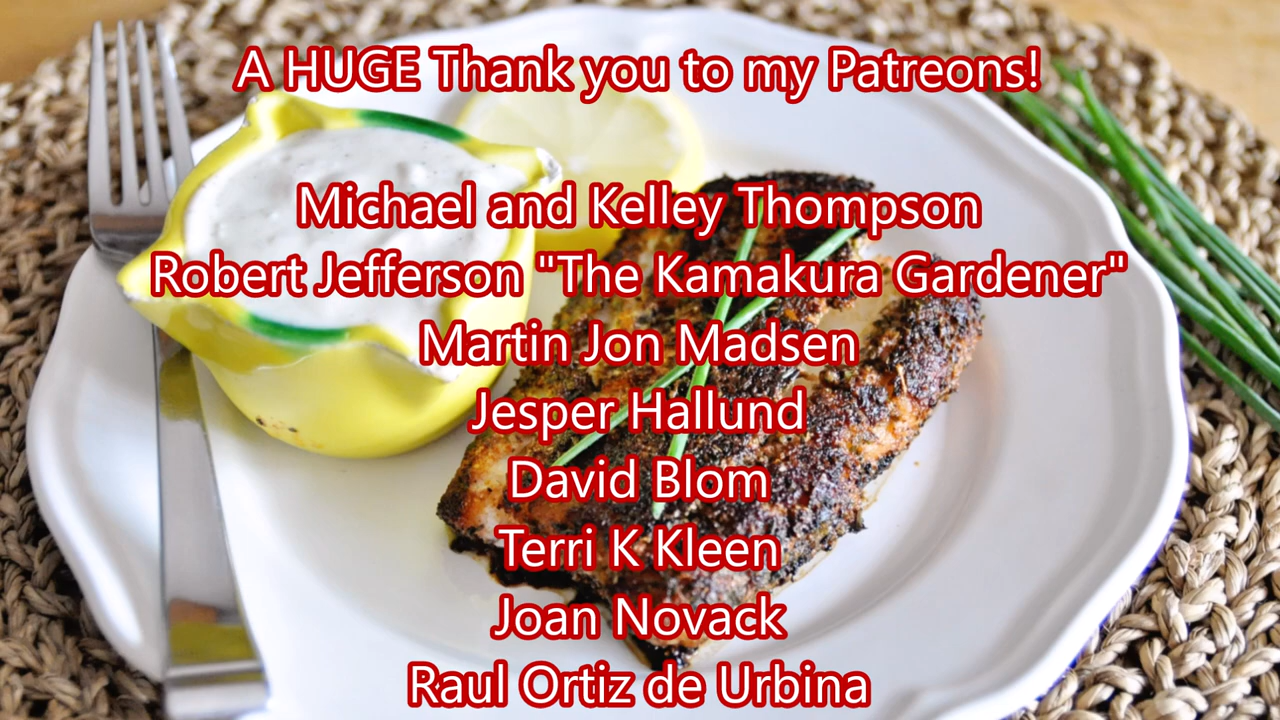 A HUGE Thank you to my Patreons!
Michael and Kelley Thompson
Robert Jefferson "The Kamakura Gardener"
Martin Jon Madsen
Jesper Hallund
David Blom
Terri K Kleen
Joan Novack
Raul Ortiz de Urbina